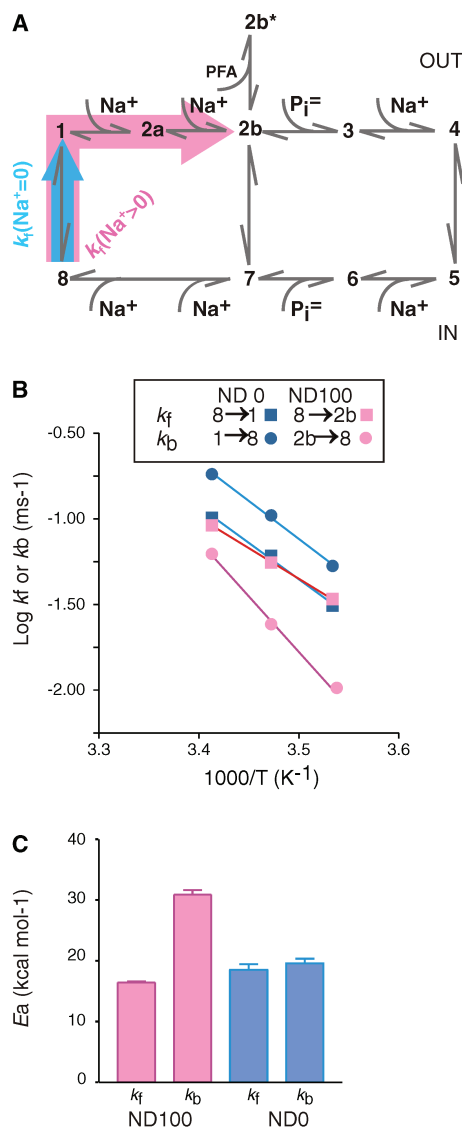 A
2b*
OUT
PFA
Na⁺ Na⁺ Pᵢ⁼ Na⁺
1 2a 2b 3 4
kf(Na⁺=0)
kf(Na⁺>0)
8 7 6 5
Na⁺ Na⁺ Pᵢ⁼ Na⁺
IN
B
ND 0 ND100
kf 8→1 8→2b
kb 1→8 2b→8
Log kf or kb (ms-1)
-0.50
-1.00
-1.50
-2.00
3.3 3.4 3.5 3.6
1000/T (K⁻¹)
C
Ea (kcal mol-1)
40
30
20
10
0
kf kb kf kb
ND100 ND0